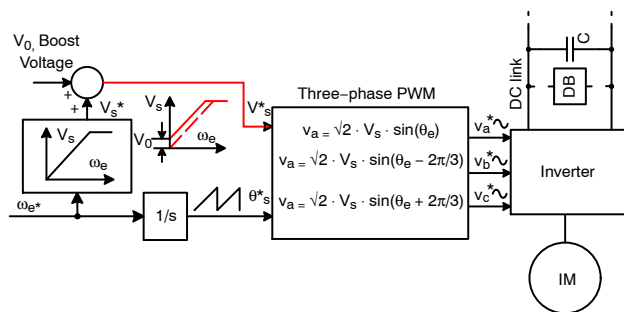 V₀, Boost
Voltage
+
+
Vₛ*
Vₛ
ωₑ
ωₑ*
1/s
Vₛ
V₀
ωₑ
V*ₛ
θ*ₛ
Three–phase PWM
vₐ = √2 · Vₛ · sin(θₑ)
vₐ = √2 · Vₛ · sin(θₑ − 2π/3)
vₐ = √2 · Vₛ · sin(θₑ + 2π/3)
vₐ*
v_b*
v_c*
DC link
C
DB
Inverter
IM